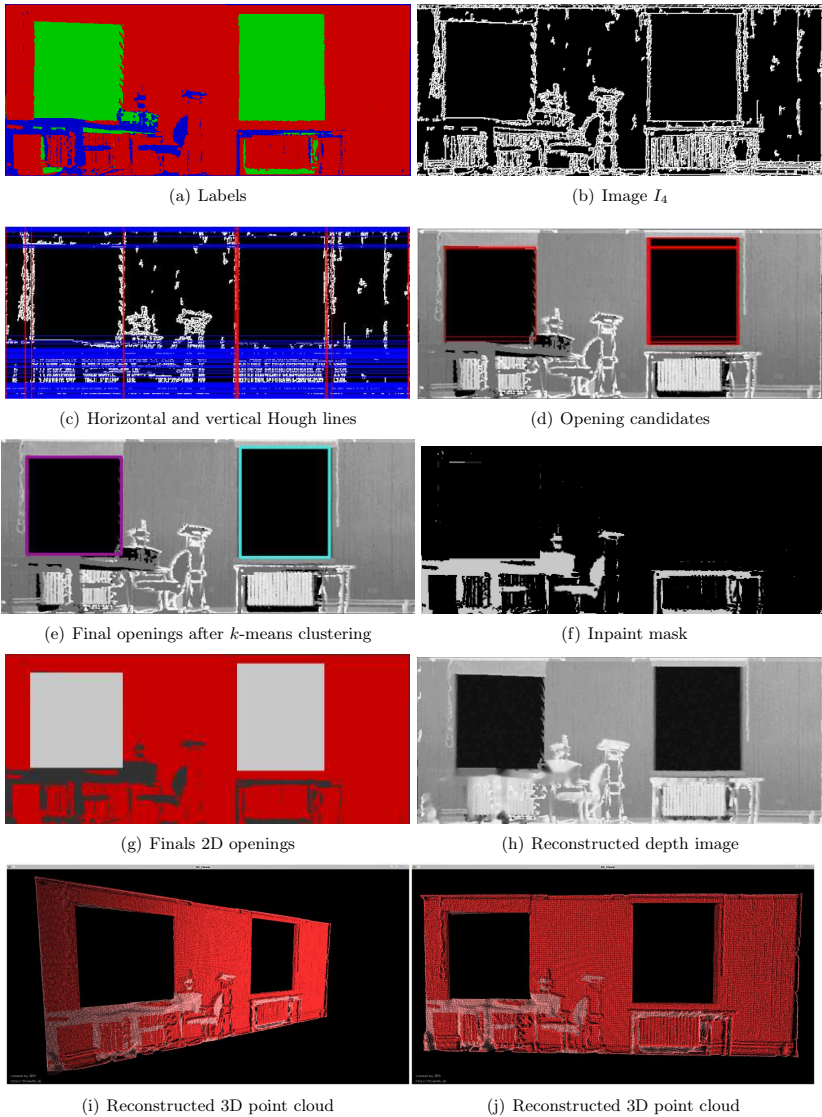 (a) Labels
(b) Image I₄
(c) Horizontal and vertical Hough lines
(d) Opening candidates
(e) Final openings after k-means clustering
(f) Inpaint mask
(g) Finals 2D openings
(h) Reconstructed depth image
(i) Reconstructed 3D point cloud
(j) Reconstructed 3D point cloud